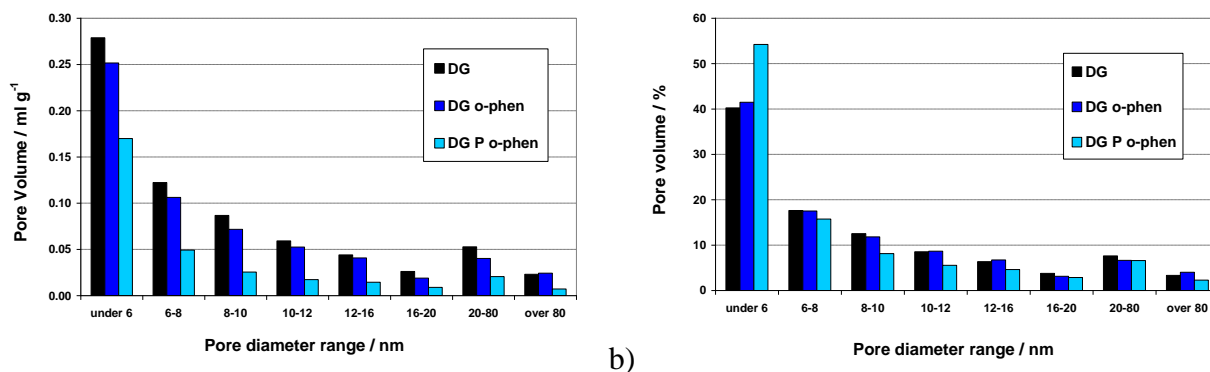 Pore Volume / ml g-1
0.30
0.25
0.20
0.15
0.10
0.05
0.00
DG
DG o-phen
DG P o-phen
under 6 6-8 8-10 10-12 12-16 16-20 20-80 over 80
Pore diameter range / nm
b)
Pore volume / %
60
50
40
30
20
10
0
DG
DG o-phen
DG P o-phen
under 6 6-8 8-10 10-12 12-16 16-20 20-80 over 80
Pore diameter range / nm